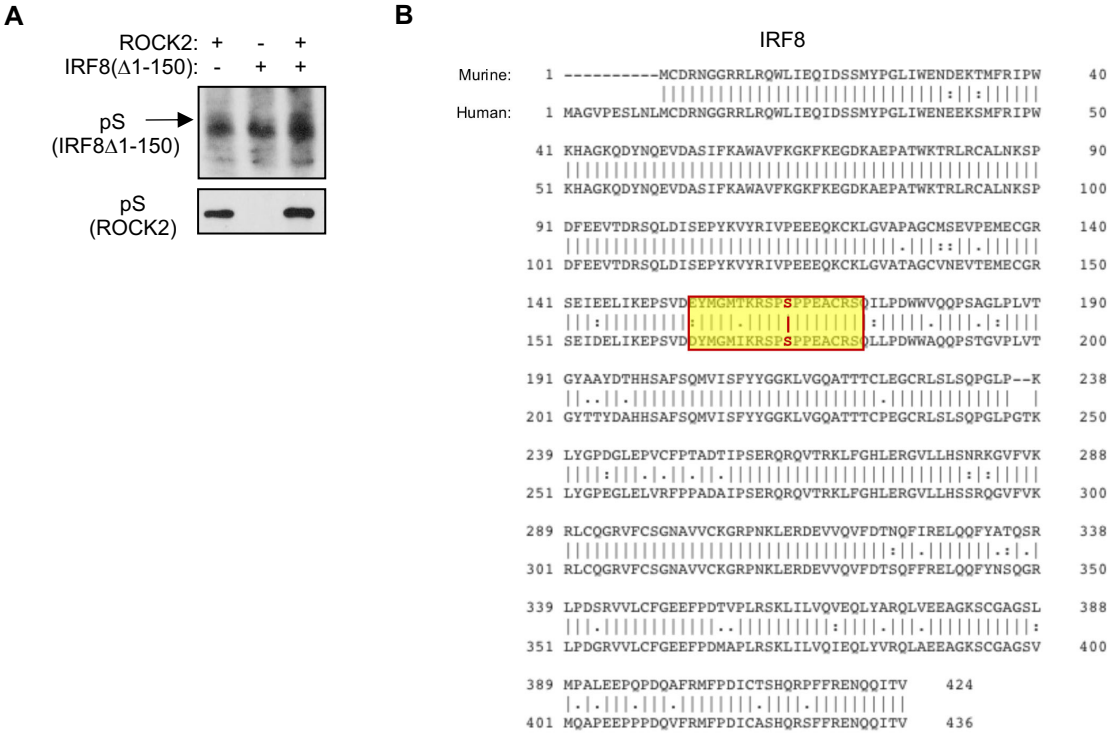 A
ROCK2: + - +
IRF8(Δ1-150): - + +
pS
(IRF8Δ1-150)
pS
(ROCK2)
B
IRF8
Murine: 1 ----------MCDRNGGRRLRQWLIEQIDSSMYPGLIWENDEKTMFRIPW 40
Human: 1 MAGVPESLNLMCDRNGGRRLRQWLIEQIDSSMYPGLIWENEEKSMFRIPW 50
41 KHAGKQDYNQEVDASIFKAWAVFKGKFKEGDKAEPATWKTRLRCALNKSP 90
51 KHAGKQDYNQEVDASIFKAWAVFKGKFKEGDKAEPATWKTRLRCALNKSP 100
91 DFEEVTDRSQLDISEPYKVYRIVPEEEQKCKLGVAPAGCMSEVPEMECGR 140
101 DFEEVTDRSQLDISEPYKVYRIVPEEEQKCKLGVATAGCVNEVTEMECGR 150
141 SEIEELIKEPSVDEYMGMTKRSPSPPEACRSQILPDWWVQQPSAGLPLVT 190
151 SEIDELIKEPSVDDYMGMIKRSPSPPEACRSQLLPDWWAQQPSTGVPLVT 200
191 GYAAYDTHHSAFSQMVISFYYGGKLVGQATTTCLEGCRLSLSQPGLP--K 238
201 GYTTYDAHHSAFSQMVISFYYGGKLVGQATTTCPEGCRLSLSQPGLPGTK 250
239 LYGPDGLEPVCFPTADTIPSERQRQVTRKLFGHLERGVLLHSNRKGVFVK 288
251 LYGPEGLELVRFPPADAIPSERQRQVTRKLFGHLERGVLLHSSRQGVFVK 300
289 RLCQGRVFCSGNAVVCKGRPNKLERDEVVQVFDTNQFIRELQQFYATQSR 338
301 RLCQGRVFCSGNAVVCKGRPNKLERDEVVQVFDTSQFFRELQQFYNSQGR 350
339 LPDSRVVLCFGEEFPDTVPLRSKLILVQVEQLYARQLVEEAGKSCGAGSL 388
351 LPDGRVVLCFGEEFPDMAPLRSKLILVQIEQLYVRQLAEEAGKSCGAGSV 400
389 MPALEEPQPDQAFRMFPDICTSHQRPFFRENQQITV 424
401 MQAPEEPPPDQVFRMFPDICASHQRSFFRENQQITV 436